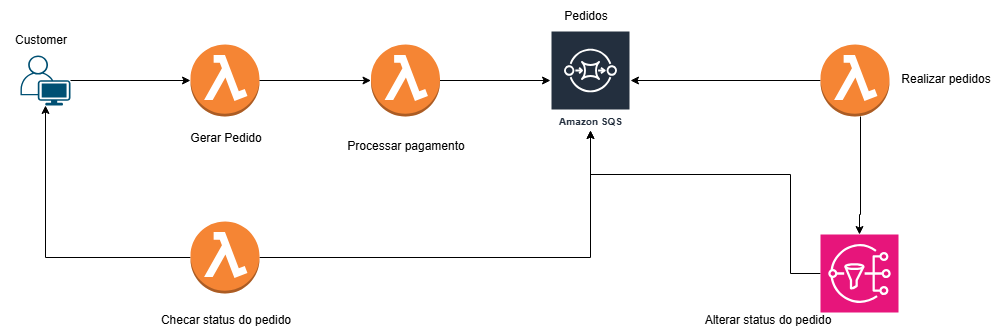 Pedidos
Customer
Realizar pedidos
Amazon SQS
Gerar Pedido
Processar pagamento
Checar status do pedido
Alterar status do pedido